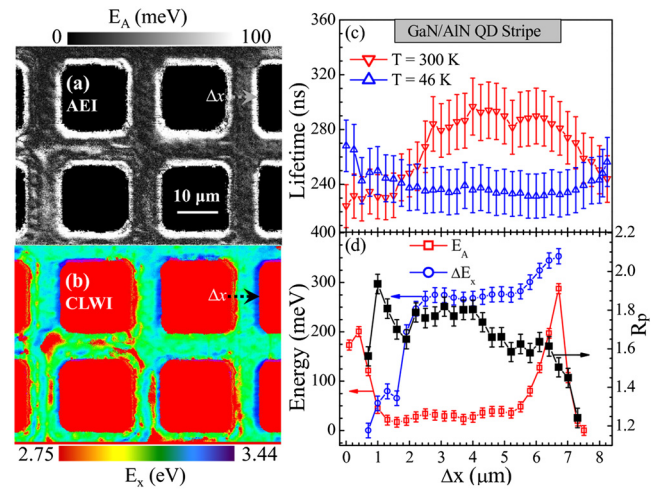 E_A (meV)
0 100
(a)
AEI
Δx
10 μm
(b)
CLWI
Δx
2.75 3.44
E_x (eV)
(c)
GaN/AlN QD Stripe
T = 300 K
T = 46 K
Lifetime (ns)
360
320
280
240
400
(d)
E_A
ΔE_x
Energy (meV)
300
200
100
0
Rp
2.2
2.0
1.8
1.6
1.4
1.2
0 1 2 3 4 5 6 7 8
Δx (μm)